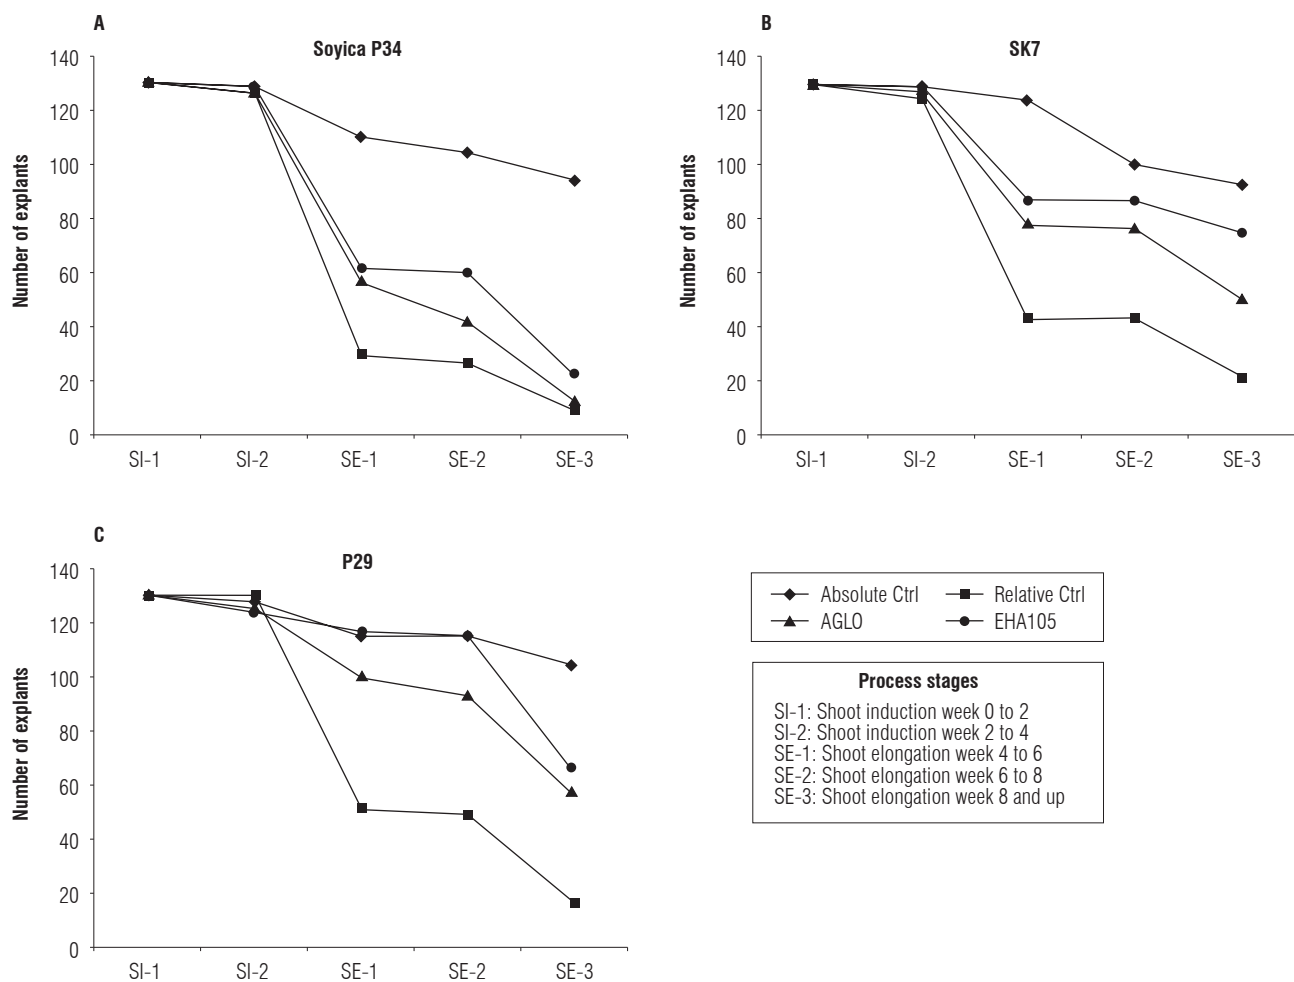 A
Soyica P34
Number of explants
140
120
100
80
60
40
20
0
SI-1 SI-2 SE-1 SE-2 SE-3
B
SK7
Number of explants
140
120
100
80
60
40
20
0
SI-1 SI-2 SE-1 SE-2 SE-3
C
P29
Number of explants
140
120
100
80
60
40
20
0
SI-1 SI-2 SE-1 SE-2 SE-3
Absolute Ctrl Relative Ctrl
AGLO EHA105
Process stages
SI-1: Shoot induction week 0 to 2
SI-2: Shoot induction week 2 to 4
SE-1: Shoot elongation week 4 to 6
SE-2: Shoot elongation week 6 to 8
SE-3: Shoot elongation week 8 and up